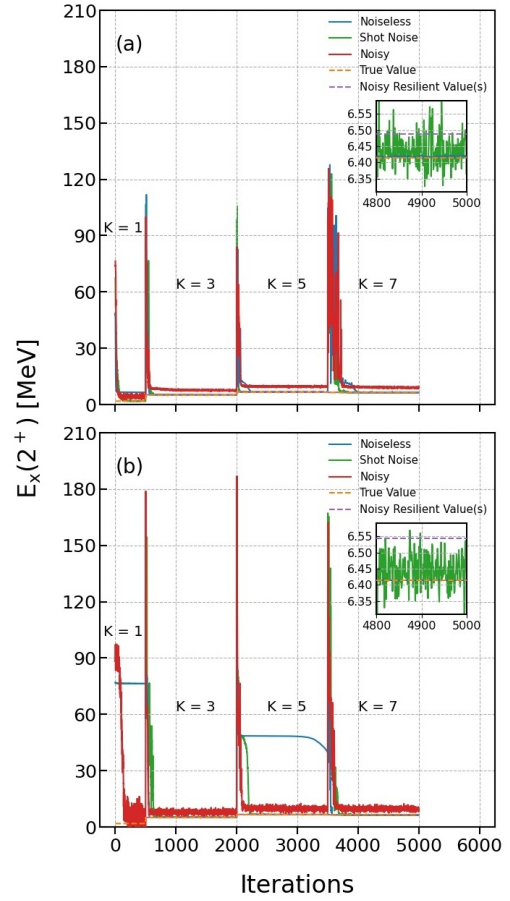 (a)
Noiseless
Shot Noise
Noisy
True Value
Noisy Resilient Value(s)
210
180
150
120
90
60
30
0
6.55
6.50
6.45
6.40
6.35
4800 4900 5000
K = 1
K = 3
K = 5
K = 7
Eₓ(2⁺) [MeV]
(b)
Noiseless
Shot Noise
Noisy
True Value
Noisy Resilient Value(s)
210
180
150
120
90
60
30
0
6.55
6.50
6.45
6.40
6.35
4800 4900 5000
K = 1
K = 3
K = 5
K = 7
0 1000 2000 3000 4000 5000 6000
Iterations